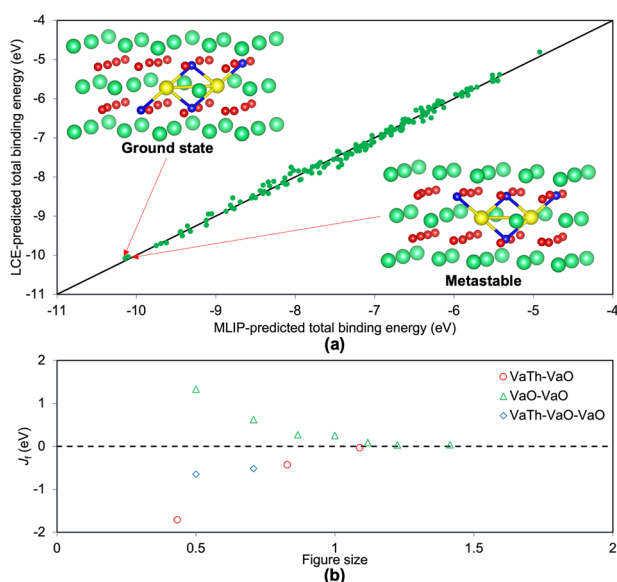 -4
-5
-6
-7
-8
-9
-10
-11
LCE-predicted total binding energy (eV)
Ground state
Metastable
-11 -10 -9 -8 -7 -6 -5 -4
MLIP-predicted total binding energy (eV)
(a)
2
1
0
-1
-2
Jf (eV)
VaTh-VaO
VaO-VaO
VaTh-VaO-VaO
0 0.5 1 1.5 2
Figure size
(b)